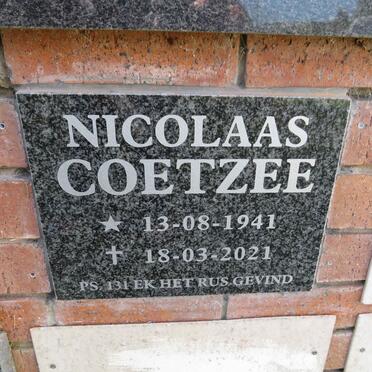 NICOLAAS
COETZEE
★ 13-08-1941
✝ 18-03-2021
PS. 131 EK HET RUS GEVIND